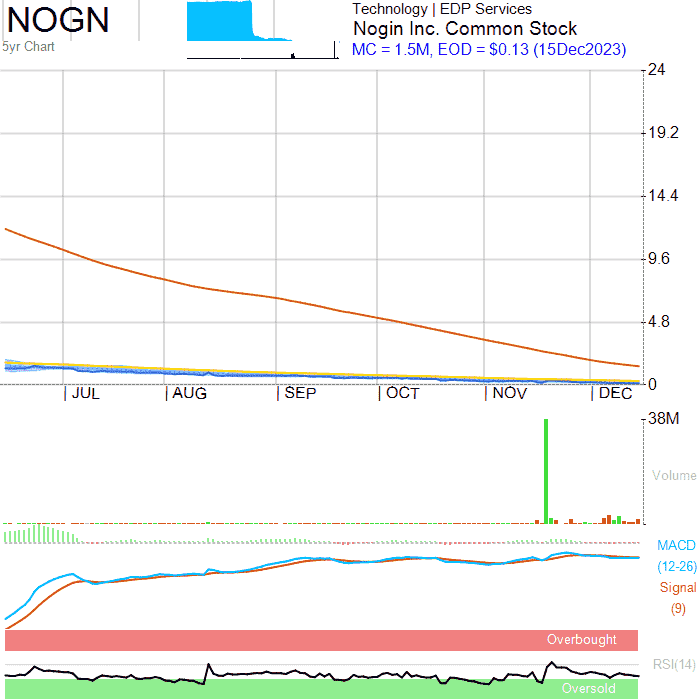 NOGN
5yr Chart
Technology | EDP Services
Nogin Inc. Common Stock
MC = 1.5M, EOD = $0.13 (15Dec2023)
24
19.2
14.4
9.6
4.8
0
| JUL | AUG | SEP | OCT | NOV | DEC
38M
Volume
MACD
(12-26)
Signal
(9)
Overbought
RSI(14)
Oversold